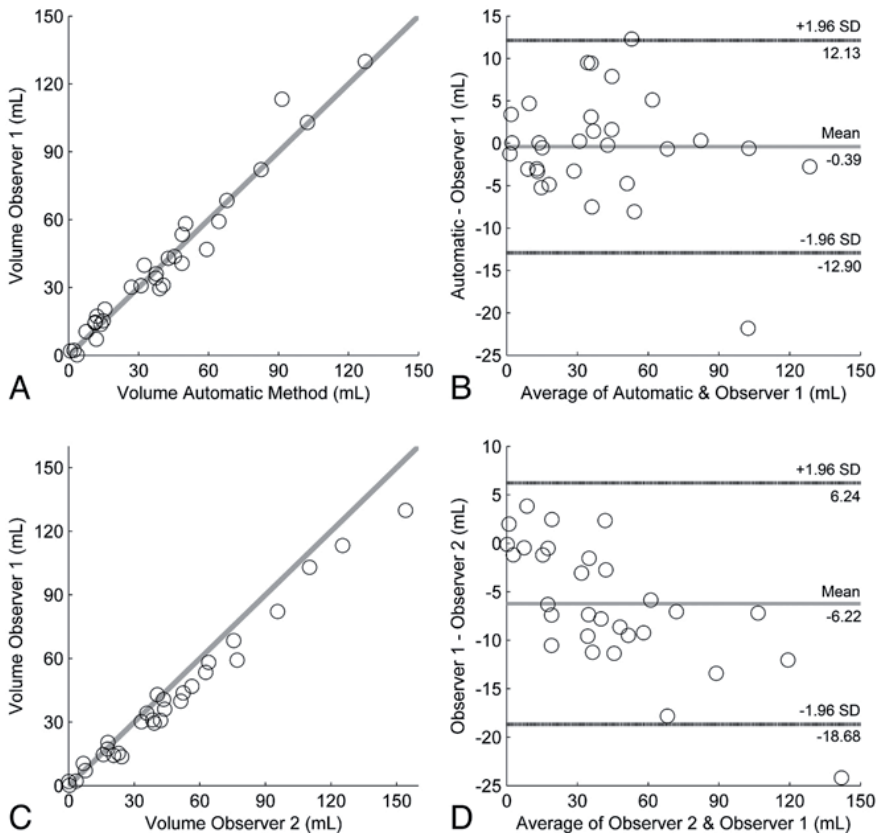 150
120
90
60
30
0
0 30 60 90 120 150
Volume Observer 1 (mL)
Volume Automatic Method (mL)
A
15
10
5
0
-5
-10
-15
-20
-25
0 30 60 90 120 150
Automatic - Observer 1 (mL)
Average of Automatic & Observer 1 (mL)
+1.96 SD
12.13
Mean
-0.39
-1.96 SD
-12.90
B
150
120
90
60
30
0
0 30 60 90 120 150
Volume Observer 1 (mL)
Volume Observer 2 (mL)
C
10
5
0
-5
-10
-15
-20
-25
0 30 60 90 120 150
Observer 1 - Observer 2 (mL)
Average of Observer 2 & Observer 1 (mL)
+1.96 SD
6.24
Mean
-6.22
-1.96 SD
-18.68
D